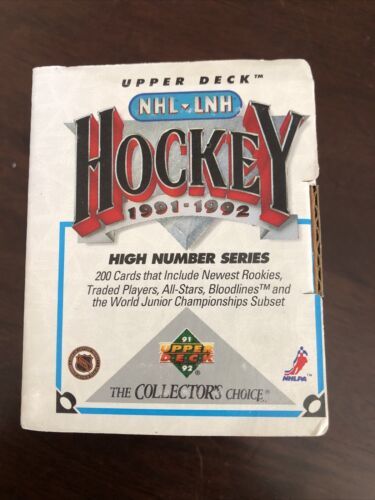 UPPER DECK™
NHL LNH
HOCKEY
1991-1992
HIGH NUMBER SERIES
200 Cards that Include Newest Rookies,
Traded Players, All-Stars, Bloodlines™ and
the World Junior Championships Subset
91
UPPER
DECK
92
NHLPA™
THE COLLECTOR'S CHOICE®